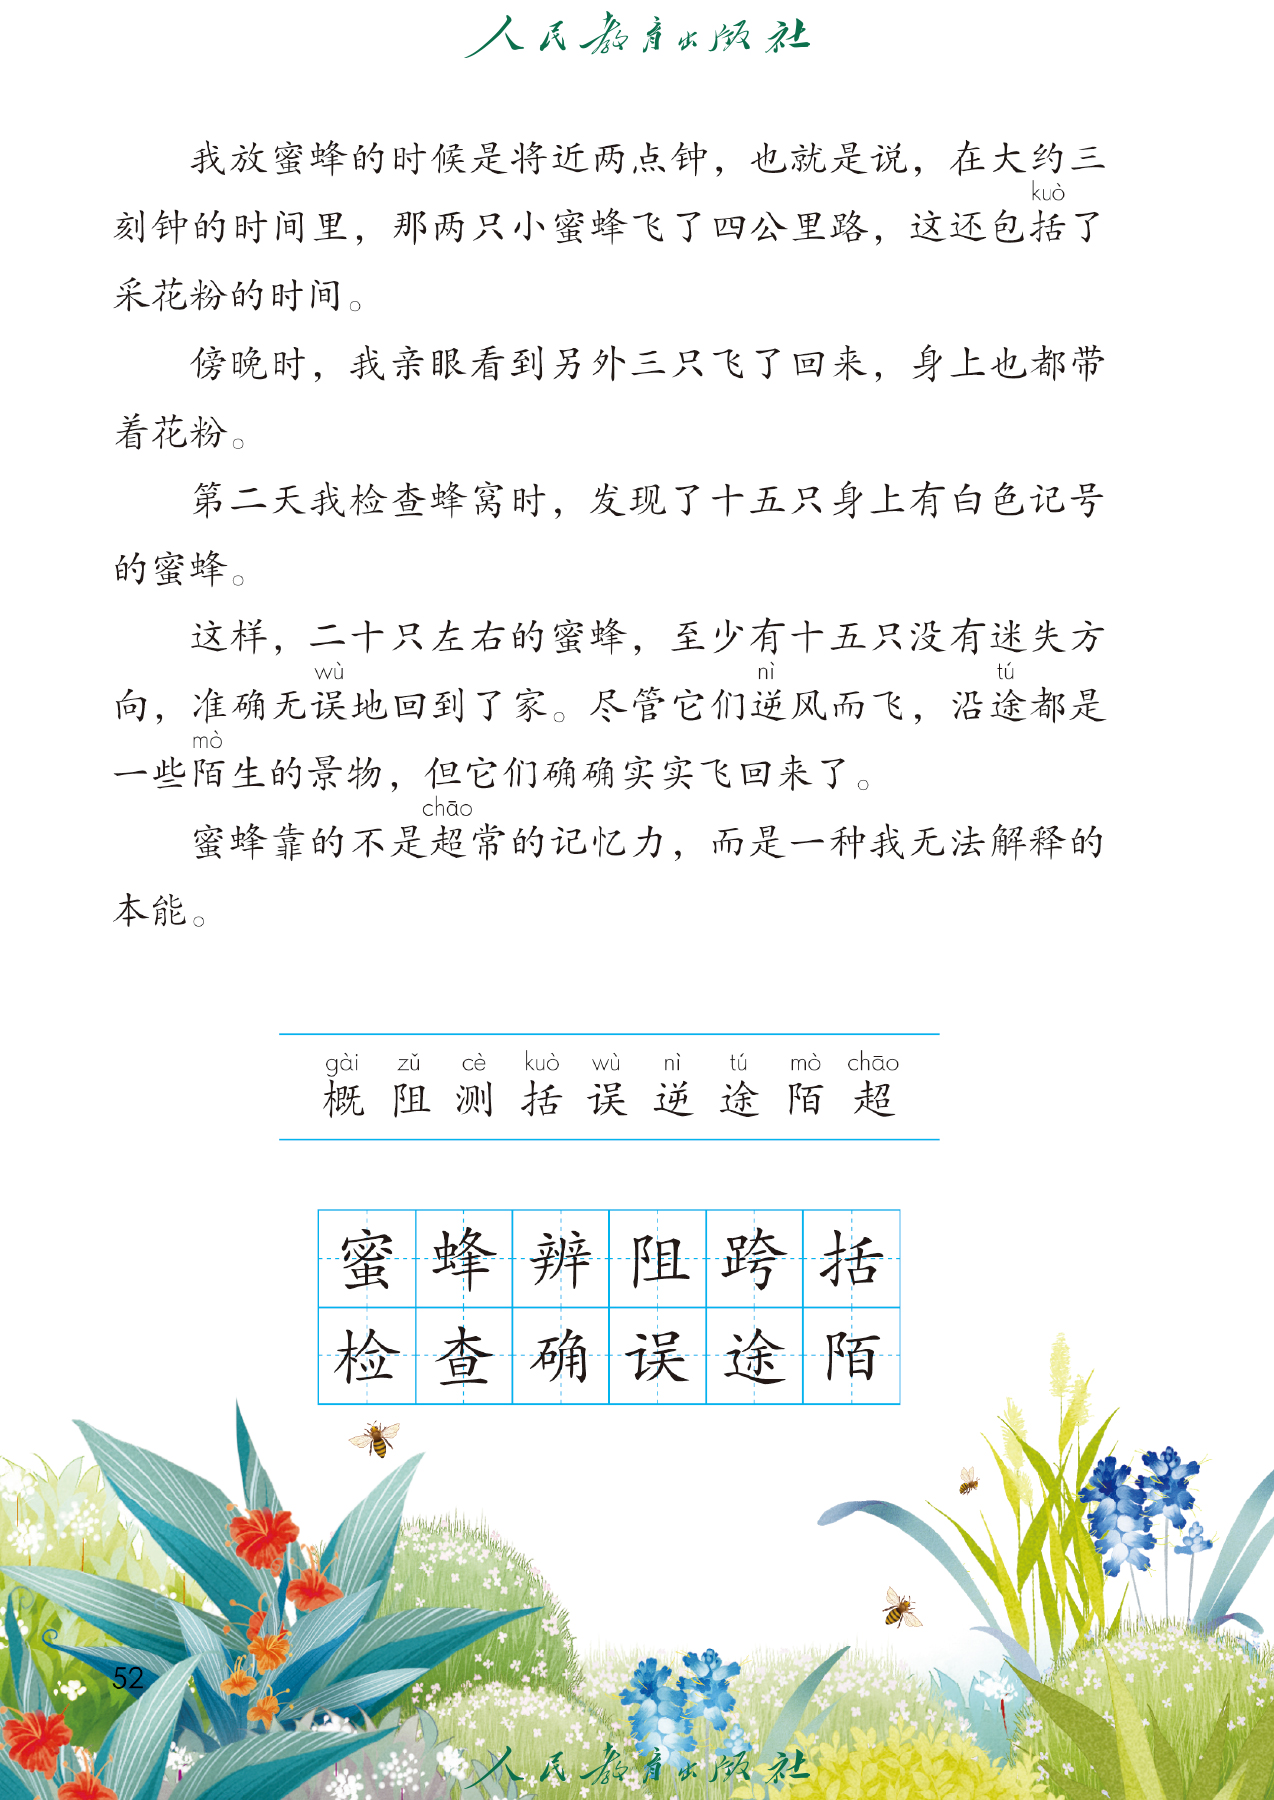 人民教育出版社
我放蜜蜂的时候是将近两点钟，也就是说，在大约三
kuò
刻钟的时间里，那两只小蜜蜂飞了四公里路，这还包括了
采花粉的时间。
傍晚时，我亲眼看到另外三只飞了回来，身上也都带
着花粉。
第二天我检查蜂窝时，发现了十五只身上有白色记号
的蜜蜂。
这样，二十只左右的蜜蜂，至少有十五只没有迷失方
wù nì tú
向，准确无误地回到了家。尽管它们逆风而飞，沿途都是
mò
一些陌生的景物，但它们确确实实飞回来了。
chāo
蜜蜂靠的不是超常的记忆力，而是一种我无法解释的
本能。
gài zǔ cè kuò wù nì tú mò chāo
概 阻 测 括 误 逆 途 陌 超
蜜 蜂 辨 阻 跨 括
检 查 确 误 途 陌
52
人民教育出版社